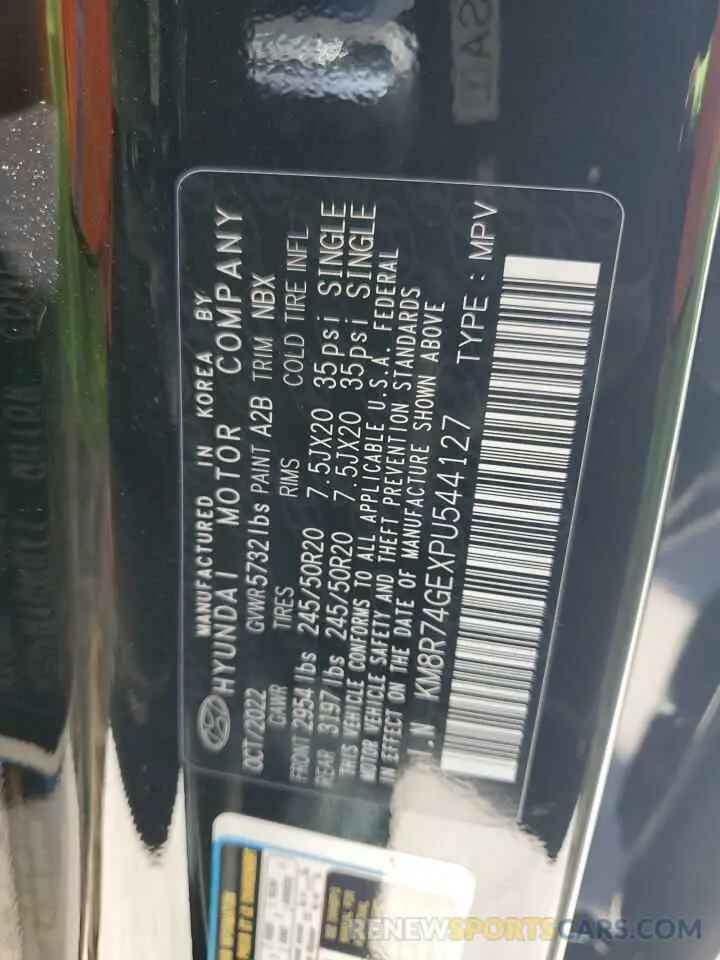 MANUFACTURED IN KOREA BY
HYUNDAI MOTOR COMPANY
OCT/2022 GVWR5732lbs PAINT A2B TRIM NBX
GAWR TIRES RIMS COLD TIRE INFL
FRONT 2954 lbs 245/50R20 7.5JX20 35psi SINGLE
REAR 3197 lbs 245/50R20 7.5JX20 35psi SINGLE
THIS VEHICLE CONFORMS TO ALL APPLICABLE U.S.A. FEDERAL
MOTOR VEHICLE SAFETY AND THEFT PREVENTION STANDARDS
IN EFFECT ON THE DATE OF MANUFACTURE SHOWN ABOVE
I.N KM8R74GEXPU544127 TYPE : MPV
RENEWSPORTSCARS.COM